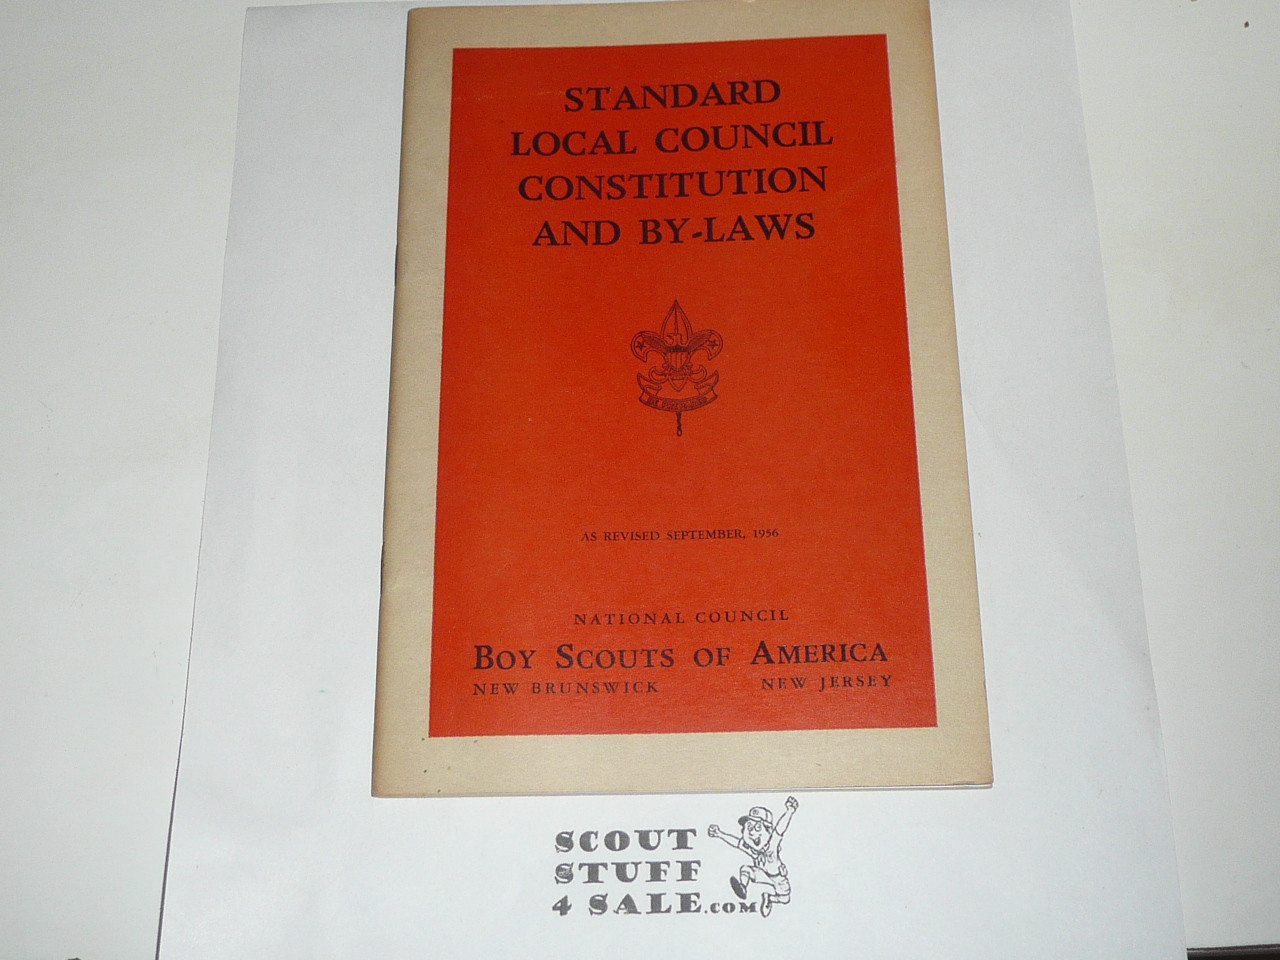 STANDARD
LOCAL COUNCIL
CONSTITUTION
AND BY-LAWS
AS REVISED SEPTEMBER, 1956
NATIONAL COUNCIL
BOY SCOUTS OF AMERICA
NEW BRUNSWICK NEW JERSEY
SCOUT
STUFF
4 SALE.COM